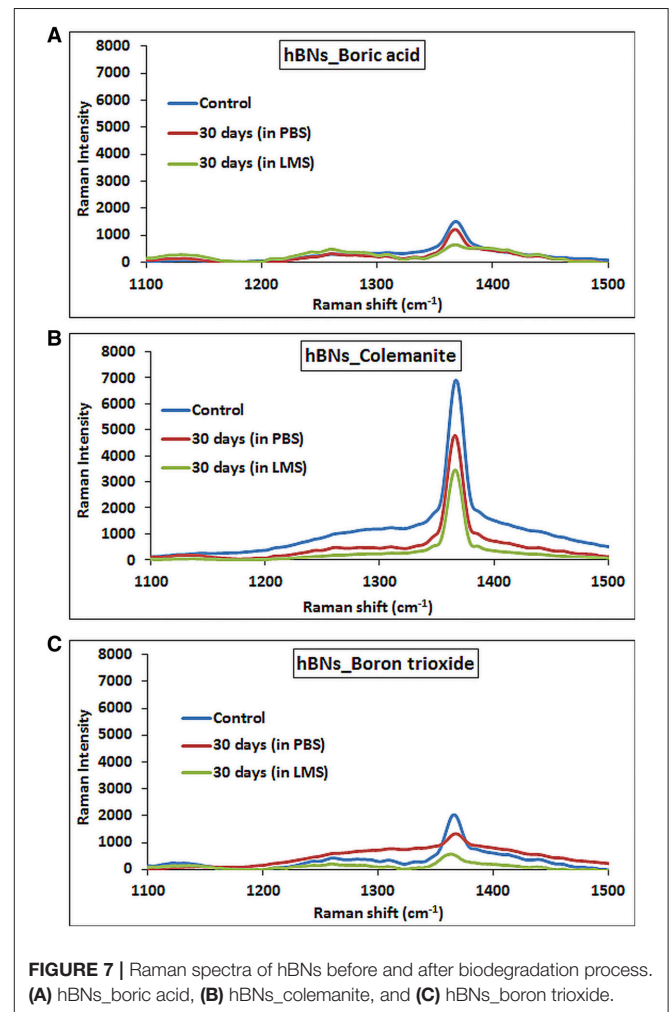 A
hBNs_Boric acid
8000
7000
6000
5000
4000
3000
2000
1000
0
Raman Intensity
Control
30 days (in PBS)
30 days (in LMS)
1100 1200 1300 1400 1500
Raman shift (cm-1)
B
hBNs_Colemanite
8000
7000
6000
5000
4000
3000
2000
1000
0
Raman Intensity
Control
30 days (in PBS)
30 days (in LMS)
1100 1200 1300 1400 1500
Raman shift (cm-1)
C
hBNs_Boron trioxide
8000
7000
6000
5000
4000
3000
2000
1000
0
Raman Intensity
Control
30 days (in PBS)
30 days (in LMS)
1100 1200 1300 1400 1500
Raman shift (cm-1)
FIGURE 7 | Raman spectra of hBNs before and after biodegradation process.
(A) hBNs_boric acid, (B) hBNs_colemanite, and (C) hBNs_boron trioxide.